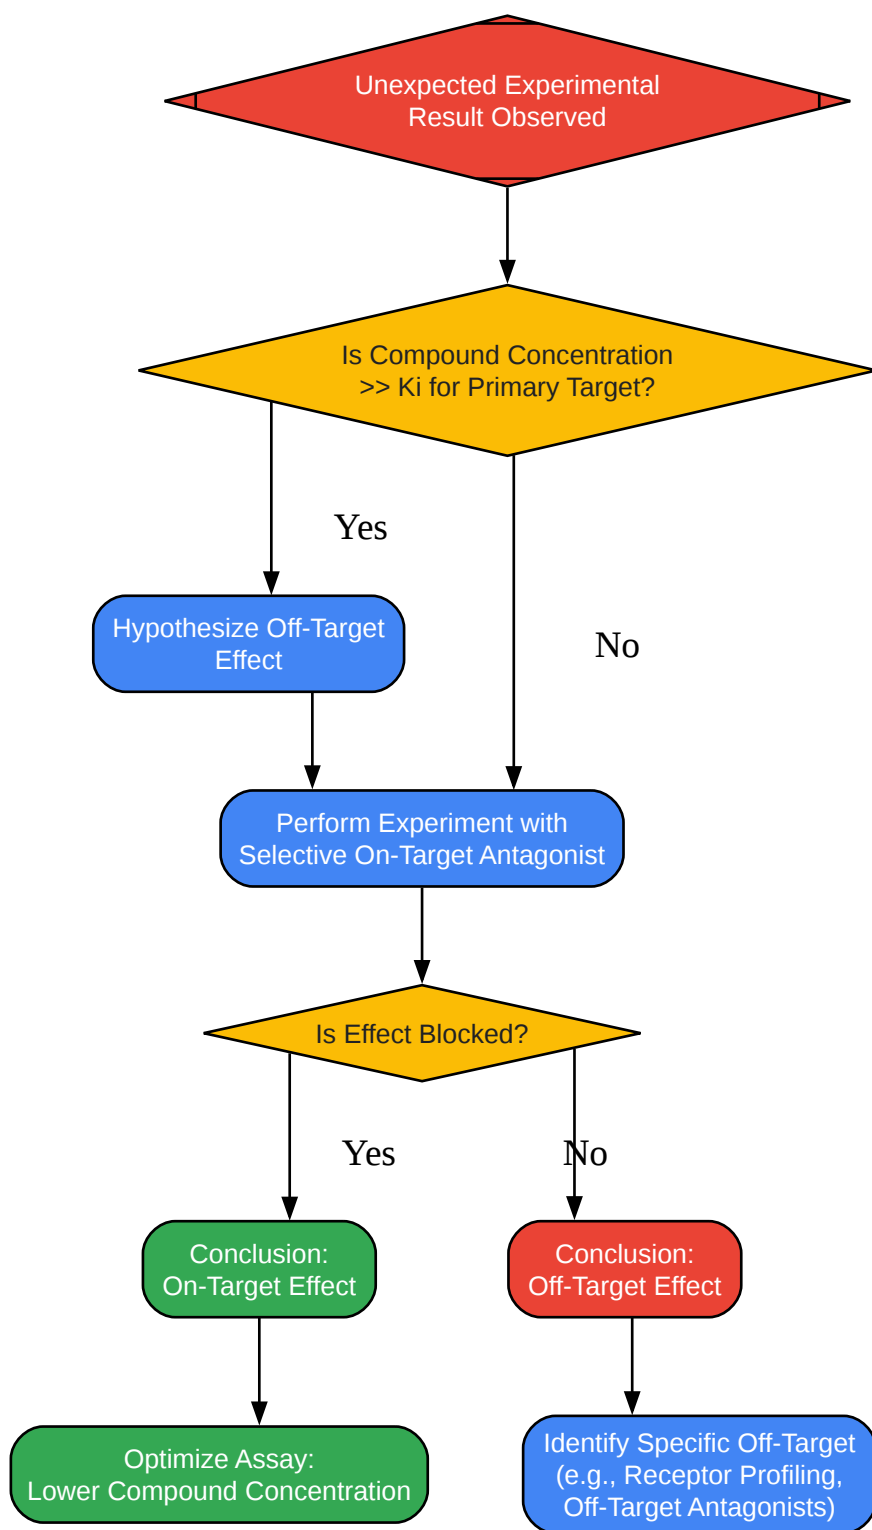 Unexpected Experimental
Result Observed
Is Compound Concentration
>> Ki for Primary Target?
Yes
Hypothesize Off-Target
Effect
No
Perform Experiment with
Selective On-Target Antagonist
Is Effect Blocked?
Yes
No
Conclusion:
On-Target Effect
Conclusion:
Off-Target Effect
Optimize Assay:
Lower Compound Concentration
Identify Specific Off-Target
(e.g., Receptor Profiling,
Off-Target Antagonists)